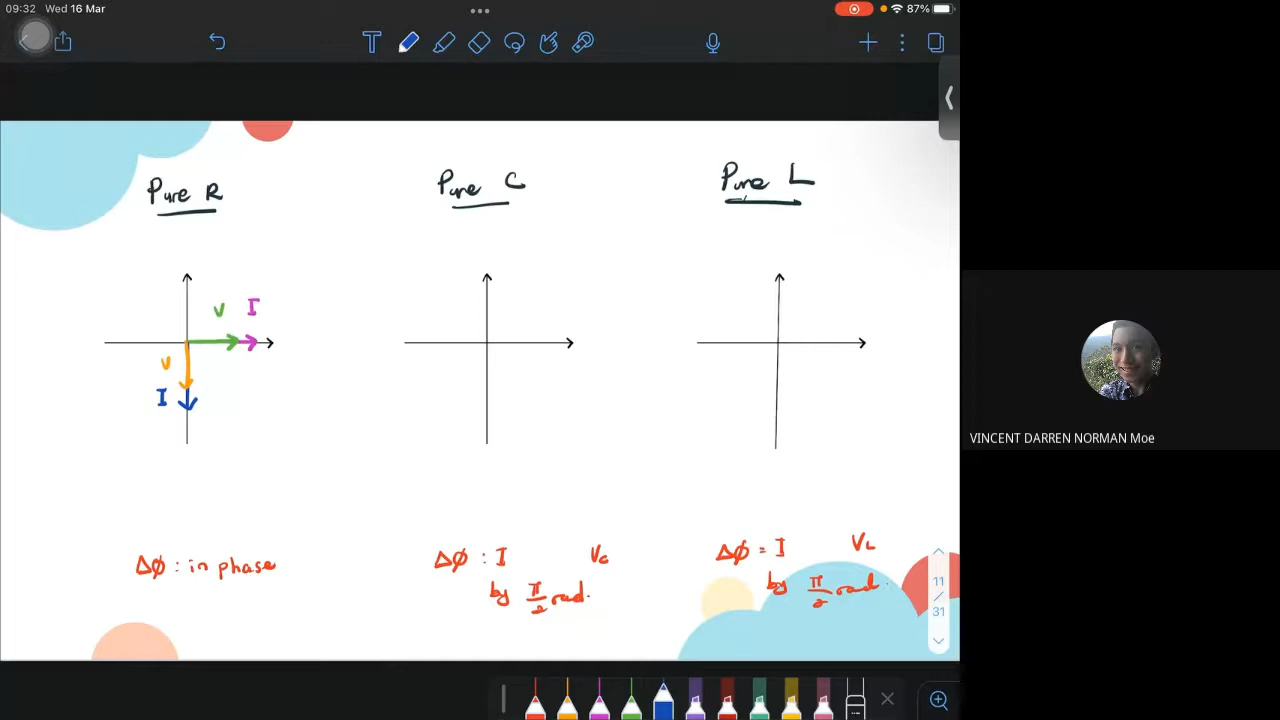 09:32 Wed 16 Mar
87%
Pure R
Pure C
Pure L
V I
V
I
Δϕ : in phase
Δϕ : I Vc
by π/2 rad.
Δϕ = I VL
by π/2 rad.
11
/
31
VINCENT DARREN NORMAN Moe